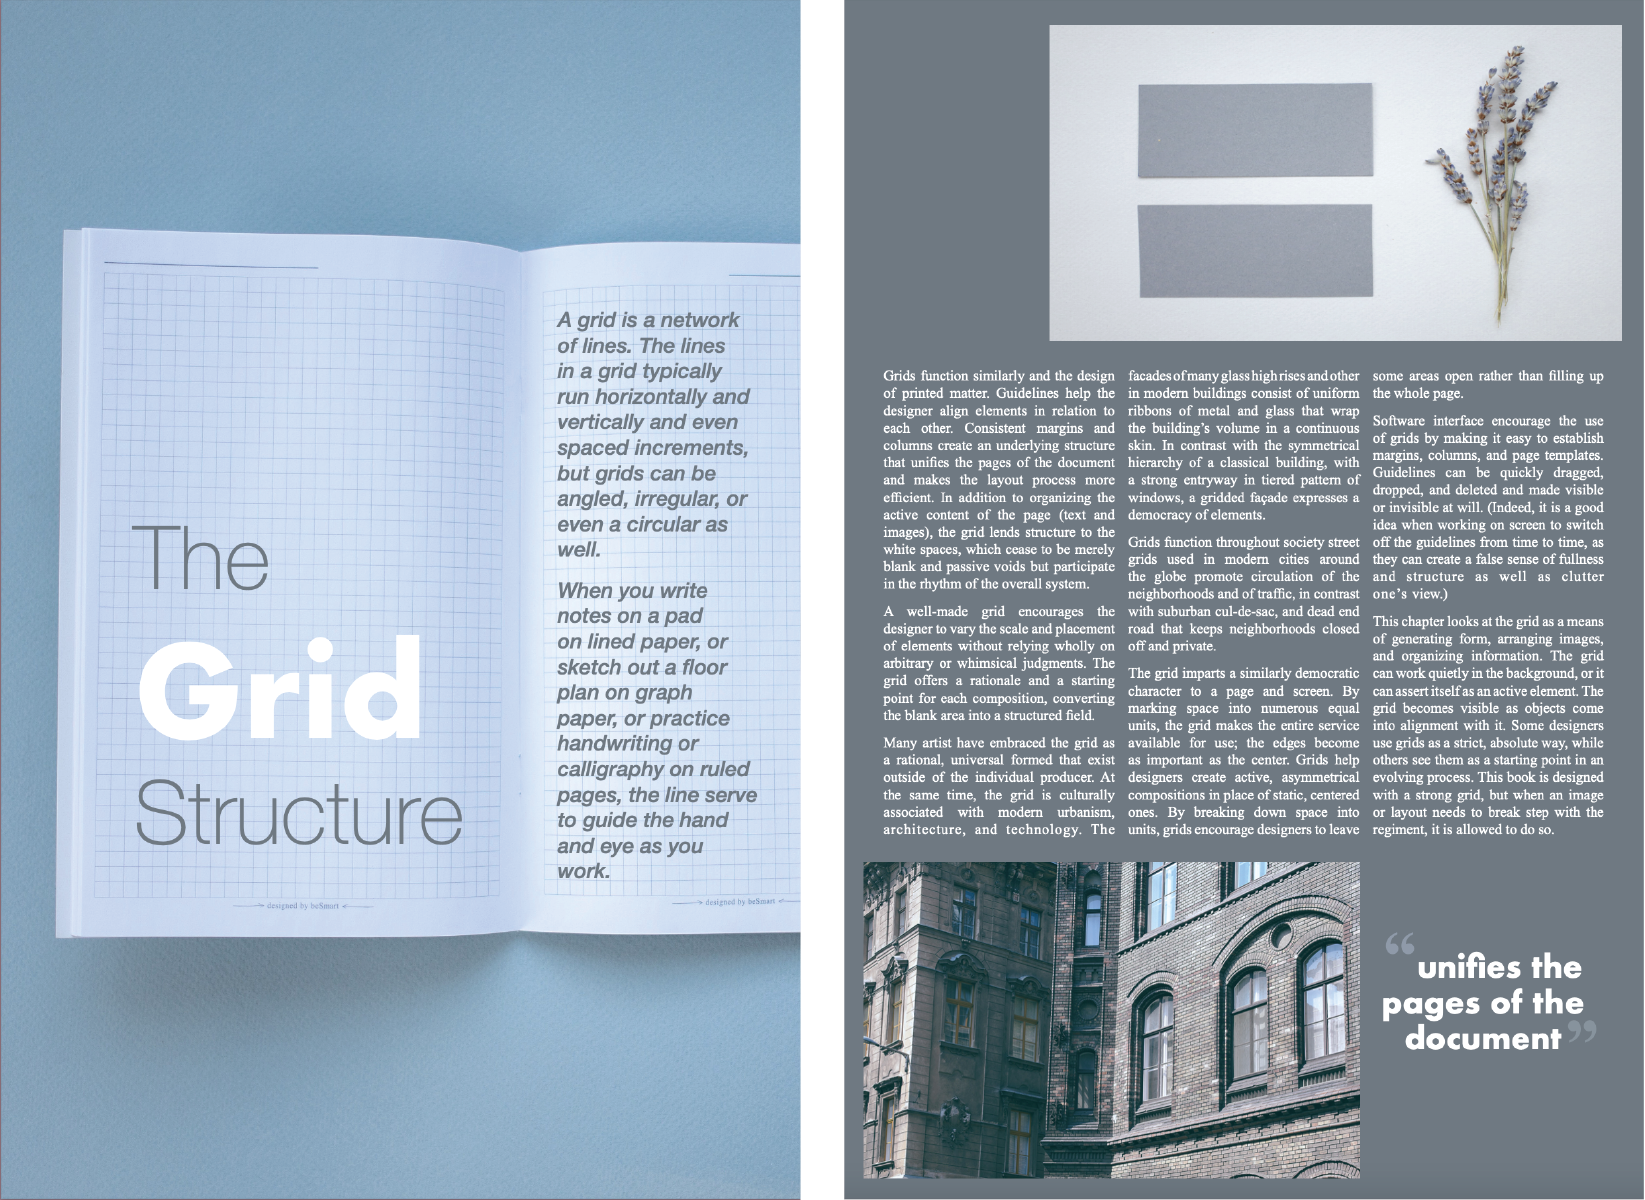 The
Grid
Structure
designed by beSmart
A grid is a network
of lines. The lines
in a grid typically
run horizontally and
vertically and even
spaced increments,
but grids can be
angled, irregular, or
even a circular as
well.
When you write
notes on a pad
on lined paper, or
sketch out a floor
plan on graph
paper, or practice
handwriting or
calligraphy on ruled
pages, the line serve
to guide the hand
and eye as you
work.
designed by beSmart
Grids function similarly and the design
of printed matter. Guidelines help the
designer align elements in relation to
each other. Consistent margins and
columns create an underlying structure
that unifies the pages of the document
and makes the layout process more
efficient. In addition to organizing the
active content of the page (text and
images), the grid lends structure to the
white spaces, which cease to be merely
blank and passive voids but participate
in the rhythm of the overall system.
A well-made grid encourages the
designer to vary the scale and placement
of elements without relying wholly on
arbitrary or whimsical judgments. The
grid offers a rationale and a starting
point for each composition, converting
the blank area into a structured field.
Many artist have embraced the grid as
a rational, universal formed that exist
outside of the individual producer. At
the same time, the grid is culturally
associated with modern urbanism,
architecture, and technology. The
facades of many glass high rises and other
in modern buildings consist of uniform
ribbons of metal and glass that wrap
the building's volume in a continuous
skin. In contrast with the symmetrical
hierarchy of a classical building, with
a strong entryway in tiered pattern of
windows, a gridded façade expresses a
democracy of elements.
Grids function throughout society street
grids used in modern cities around
the globe promote circulation of the
neighborhoods and of traffic, in contrast
with suburban cul-de-sac, and dead end
road that keeps neighborhoods closed
off and private.
The grid imparts a similarly democratic
character to a page and screen. By
marking space into numerous equal
units, the grid makes the entire service
available for use; the edges become
as important as the center. Grids help
designers create active, asymmetrical
compositions in place of static, centered
ones. By breaking down space into
units, grids encourage designers to leave
some areas open rather than filling up
the whole page.
Software interface encourage the use
of grids by making it easy to establish
margins, columns, and page templates.
Guidelines can be quickly dragged,
dropped, and deleted and made visible
or invisible at will. (Indeed, it is a good
idea when working on screen to switch
off the guidelines from time to time, as
they can create a false sense of fullness
and structure as well as clutter
one's view.)
This chapter looks at the grid as a means
of generating form, arranging images,
and organizing information. The grid
can work quietly in the background, or it
can assert itself as an active element. The
grid becomes visible as objects come
into alignment with it. Some designers
use grids as a strict, absolute way, while
others see them as a starting point in an
evolving process. This book is designed
with a strong grid, but when an image
or layout needs to break step with the
regiment, it is allowed to do so.
“unifies the
pages of the
document”